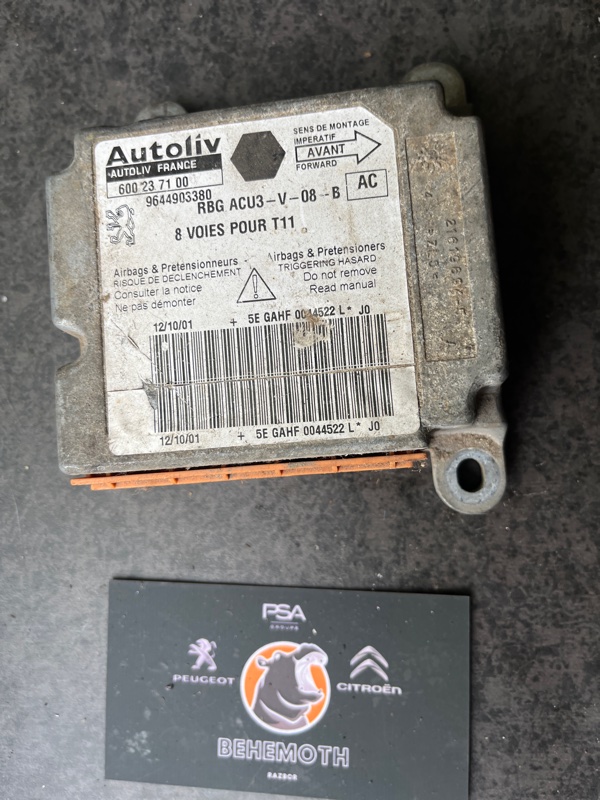 Autoliv
AUTOLIV FRANCE
600 23 71 00
9644903380
SENS DE MONTAGE
IMPERATIF
AVANT
FORWARD
RBG ACU3-V-08-B
AC
8 VOIES POUR T11
Airbags & Pretensionneurs
RISQUE DE DECLENCHEMENT
Consulter la notice
Ne pas démonter
Airbags & Pretensioners
TRIGGERING HASARD
Do not remove
Read manual
12/10/01 + 5E GAHF 0044522 L* J0
12/10/01 + 5E GAHF 0044522 L* J0
PSA
GROUPE
PEUGEOT
CITROËN
BEHEMOTH
RAZBOR